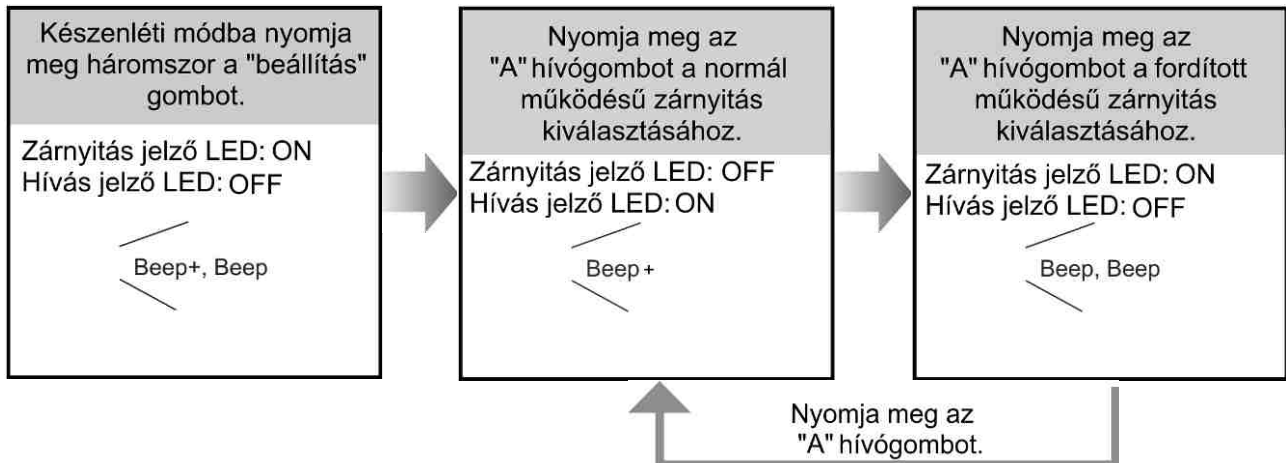 Készenléti módba nyomja
meg háromszor a "beállítás"
gombot.
Zárnyitás jelző LED: ON
Hívás jelző LED: OFF
Beep+, Beep
Nyomja meg az
"A" hívógombot a normál
működésű zárnyitás
kiválasztásához.
Zárnyitás jelző LED: OFF
Hívás jelző LED: ON
Beep +
Nyomja meg az
"A" hívógombot a fordított
működésű zárnyitás
kiválasztásához.
Zárnyitás jelző LED: ON
Hívás jelző LED: OFF
Beep, Beep
Nyomja meg az
"A" hívógombot.